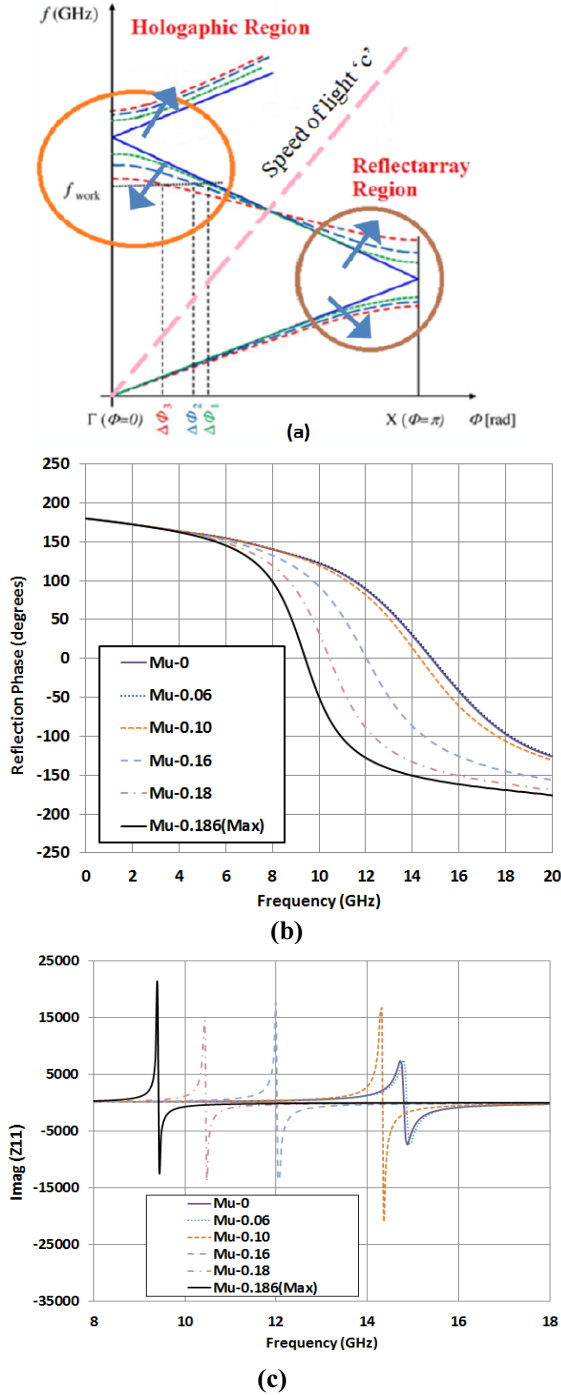 f (GHz)
Hologaphic Region
Speed of light 'c'
Reflectarray
Region
f work
Γ (Φ=0)
ΔΦ3
ΔΦ2
ΔΦ1
X (Φ=π)
Φ [rad]
(a)
200
150
100
50
0
-50
-100
-150
-200
-250
Reflection Phase (degrees)
Mu-0
Mu-0.06
Mu-0.10
Mu-0.16
Mu-0.18
Mu-0.186(Max)
0 2 4 6 8 10 12 14 16 18 20
Frequency (GHz)
(b)
25000
15000
5000
-5000
-15000
-25000
-35000
Imag (Z11)
Mu-0
Mu-0.06
Mu-0.10
Mu-0.16
Mu-0.18
Mu-0.186(Max)
8 10 12 14 16 18
Frequency (GHz)
(c)